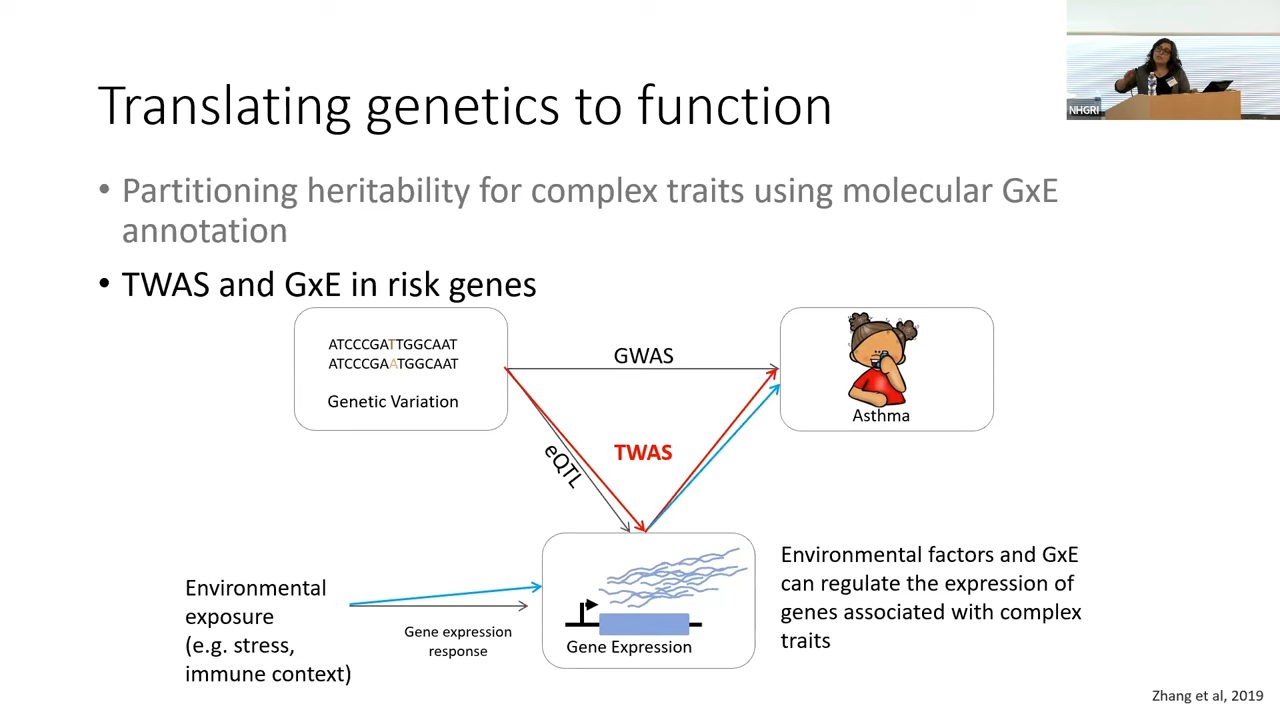 Translating genetics to function
NHGRI
• Partitioning heritability for complex traits using molecular GxE
annotation
• TWAS and GxE in risk genes
ATCCCGATTGGCAAT
ATCCCGAATGGCAAT
Genetic Variation
GWAS
Asthma
eQTL
TWAS
Environmental
exposure
(e.g. stress,
immune context)
Gene expression
response
Gene Expression
Environmental factors and GxE
can regulate the expression of
genes associated with complex
traits
Zhang et al, 2019